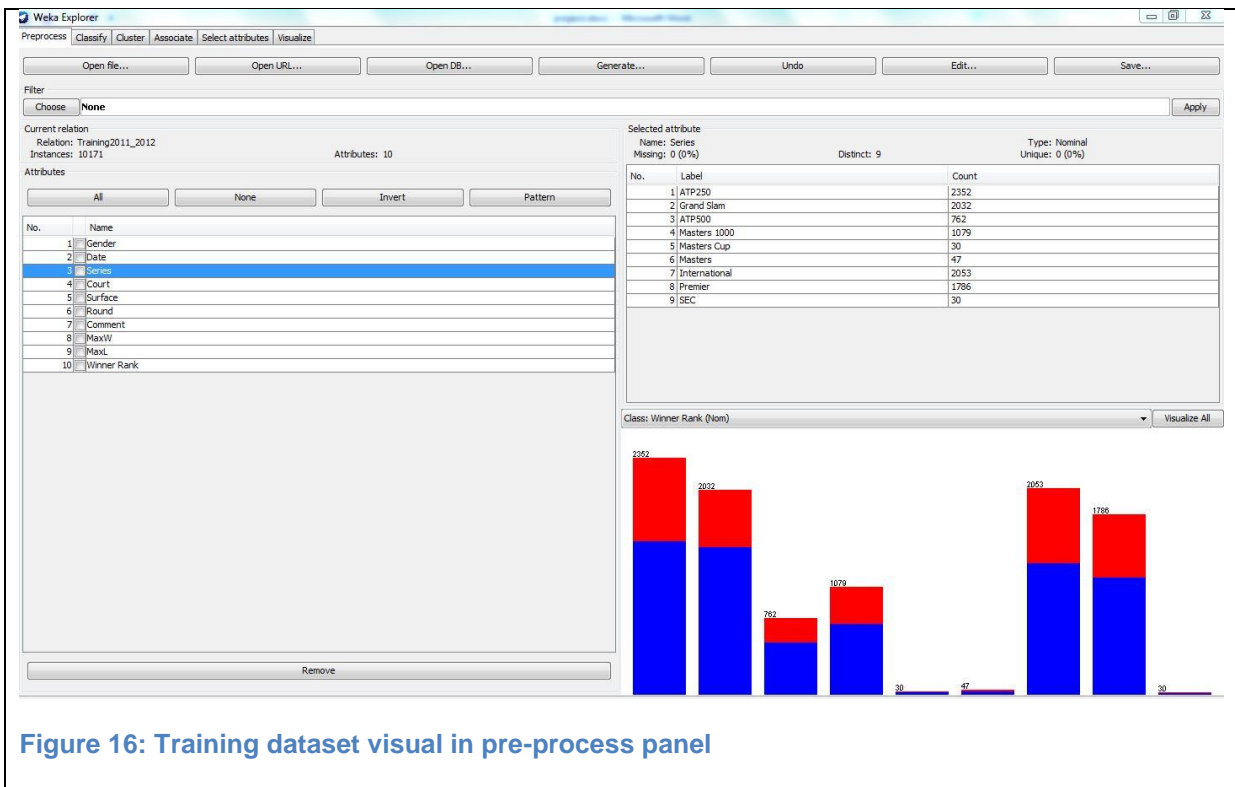 Weka Explorer
Preprocess Classify Cluster Associate Select attributes Visualize
Open file... Open URL... Open DB... Generate... Undo Edit... Save...
Filter
Choose None Apply
Current relation
Relation: Training2011_2012
Instances: 10171 Attributes: 10
Attributes
All None Invert Pattern
No. Name
1 Gender
2 Date
3 Series
4 Court
5 Surface
6 Round
7 Comment
8 MaxW
9 MaxL
10 Winner Rank
Remove
Selected attribute
Name: Series Type: Nominal
Missing: 0 (0%) Distinct: 9 Unique: 0 (0%)
No. Label Count
1 ATP250 2352
2 Grand Slam 2032
3 ATP500 762
4 Masters 1000 1079
5 Masters Cup 30
6 Masters 47
7 International 2053
8 Premier 1786
9 SEC 30
Class: Winner Rank (Nom) Visualize All
2352
2032
762
1079
30
47
2053
1786
30
Figure 16: Training dataset visual in pre-process panel